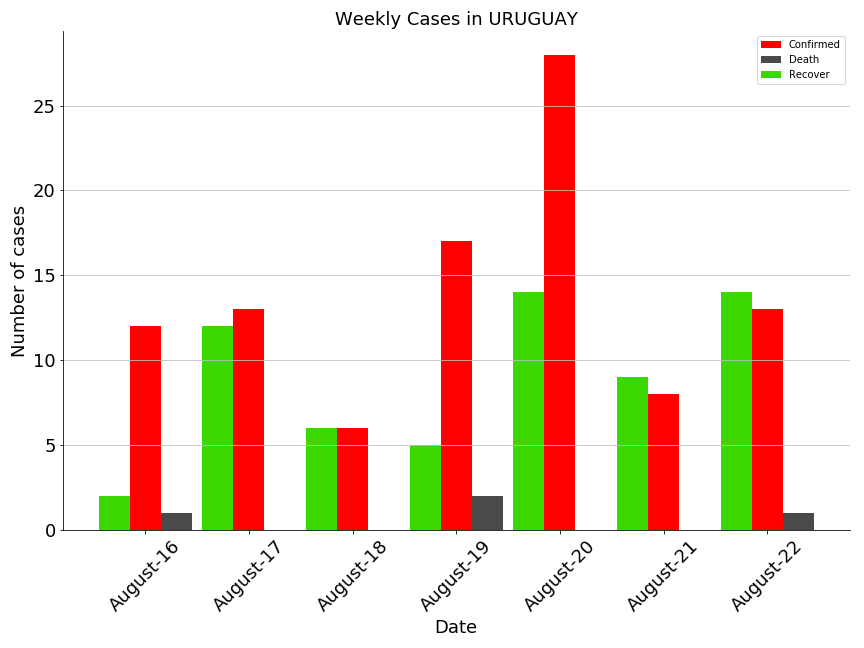 Weekly Cases in URUGUAY
Confirmed
Death
Recover
Number of cases
25
20
15
10
5
0
August-16
August-17
August-18
August-19
August-20
August-21
August-22
Date